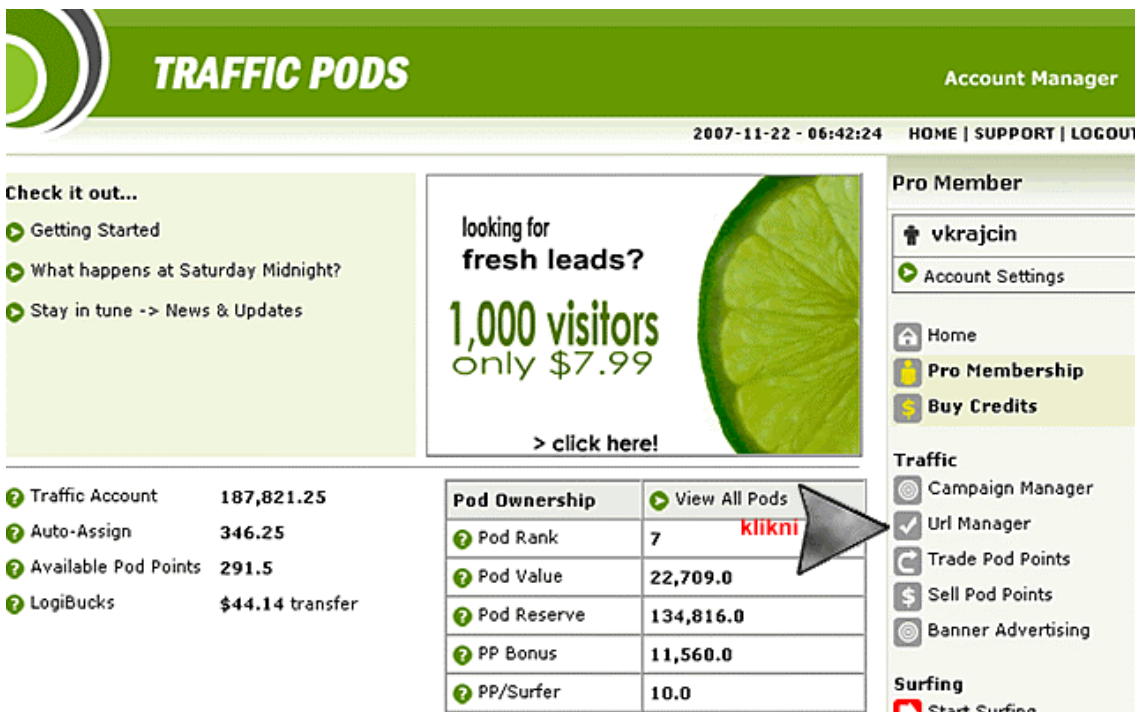 TRAFFIC PODS
Account Manager
2007-11-22 - 06:42:24 HOME | SUPPORT | LOGOUT
Check it out...
Getting Started
What happens at Saturday Midnight?
Stay in tune -> News & Updates
looking for
fresh leads?
1,000 visitors
only $7.99
> click here!
Pro Member
vkrajcin
Account Settings
Home
Pro Membership
Buy Credits
Traffic
Campaign Manager
Url Manager
Trade Pod Points
Sell Pod Points
Banner Advertising
Surfing
Start Surfing
Traffic Account 187,821.25
Auto-Assign 346.25
Available Pod Points 291.5
LogiBucks $44.14 transfer
Pod Ownership View All Pods
klikni
Pod Rank 7
Pod Value 22,709.0
Pod Reserve 134,816.0
PP Bonus 11,560.0
PP/Surfer 10.0